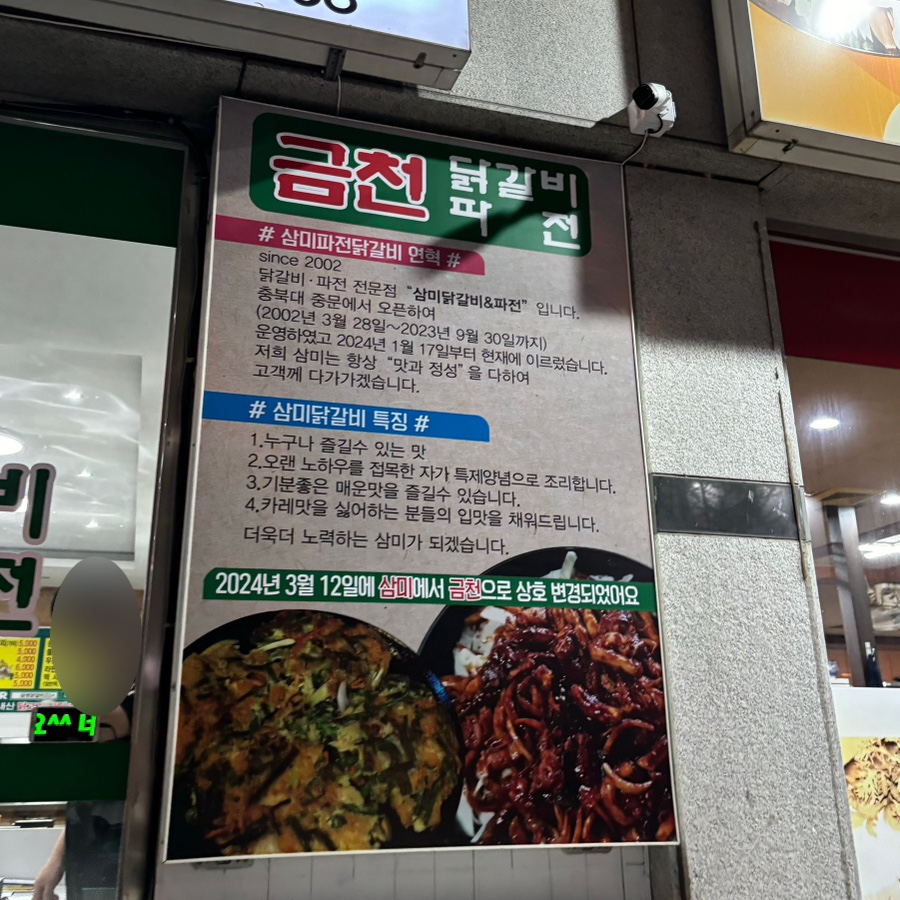 금천 닭갈비
파전
# 삼미파전닭갈비 연혁 #
since 2002
닭갈비·파전 전문점 “삼미닭갈비&파전” 입니다.
충북대 중문에서 오픈하여
(2002년 3월 28일~2023년 9월 30일까지)
운영하였고 2024년 1월 17일부터 현재에 이르렀습니다.
저희 삼미는 항상 “맛과 정성”을 다하여
고객께 다가가겠습니다.
# 삼미닭갈비 특징 #
1.누구나 즐길수 있는 맛
2.오랜 노하우를 접목한 자가 특제양념으로 조리합니다.
3.기분좋은 매운맛을 즐길수 있습니다.
4.카레맛을 싫어하는 분들의 입맛을 채워드립니다.
더욱더 노력하는 삼미가 되겠습니다.
2024년 3월 12일에 삼미에서 금천으로 상호 변경되었어요
비
전
5,000
5,000
4,000
6,000
5,000
5,000